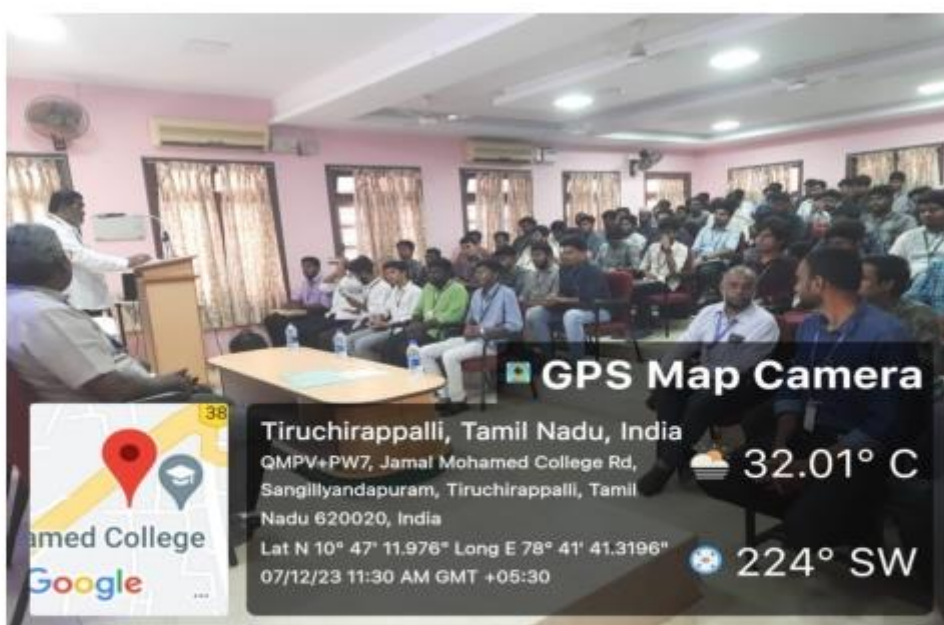 GPS Map Camera
Tiruchirappalli, Tamil Nadu, India
QMPV+PW7, Jamal Mohamed College Rd,
Sangillyandapuram, Tiruchirappalli, Tamil
Nadu 620020, India
Lat N 10° 47' 11.976" Long E 78° 41' 41.3196"
07/12/23 11:30 AM GMT +05:30
32.01° C
224° SW
38
amed College
Google